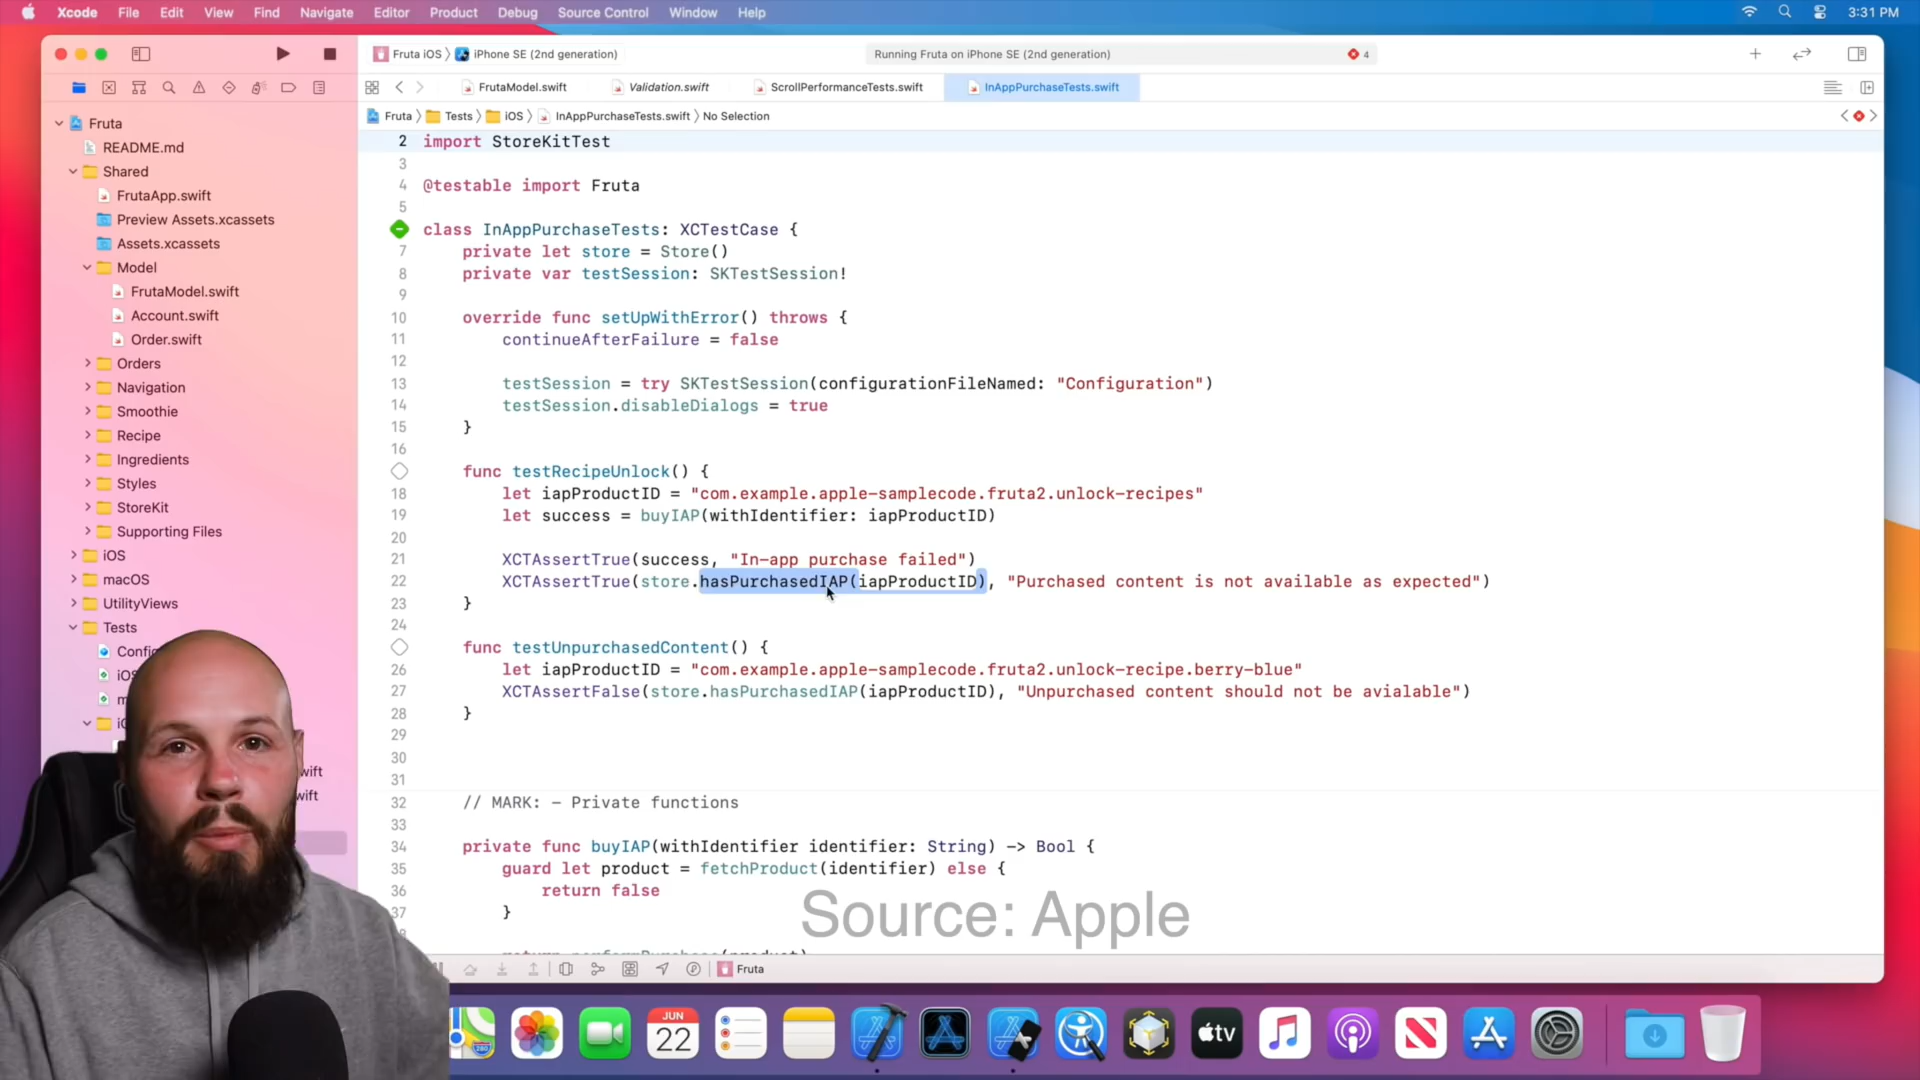 Xcode File Edit View Find Navigate Editor Product Debug Source Control Window Help
3:31 PM
Fruta iOS iPhone SE (2nd generation)
Running Fruta on iPhone SE (2nd generation)
4
FrutaModel.swift
Validation.swift
ScrollPerformanceTests.swift
InAppPurchaseTests.swift
Fruta Tests iOS InAppPurchaseTests.swift No Selection
Fruta
README.md
Shared
FrutaApp.swift
Preview Assets.xcassets
Assets.xcassets
Model
FrutaModel.swift
Account.swift
Order.swift
Orders
Navigation
Smoothie
Recipe
Ingredients
Styles
StoreKit
Supporting Files
iOS
macOS
UtilityViews
Tests
Config
iOS
m
wift
wift
2 import StoreKitTest
3
4 @testable import Fruta
5
class InAppPurchaseTests: XCTestCase {
7 private let store = Store()
8 private var testSession: SKTestSession!
9
10 override func setUpWithError() throws {
11 continueAfterFailure = false
12
13 testSession = try SKTestSession(configurationFileNamed: "Configuration")
14 testSession.disableDialogs = true
15 }
16
func testRecipeUnlock() {
18 let iapProductID = "com.example.apple-samplecode.fruta2.unlock-recipes"
19 let success = buyIAP(withIdentifier: iapProductID)
20
21 XCTAssertTrue(success, "In-app purchase failed")
22 XCTAssertTrue(store.hasPurchasedIAP(iapProductID), "Purchased content is not available as expected")
23 }
24
func testUnpurchasedContent() {
26 let iapProductID = "com.example.apple-samplecode.fruta2.unlock-recipe.berry-blue"
27 XCTAssertFalse(store.hasPurchasedIAP(iapProductID), "Unpurchased content should not be avialable")
28 }
29
30
31
32 // MARK: - Private functions
33
34 private func buyIAP(withIdentifier identifier: String) -> Bool {
35 guard let product = fetchProduct(identifier) else {
36 return false
37 }
Source: Apple
Fruta
JUN
22
280
tv